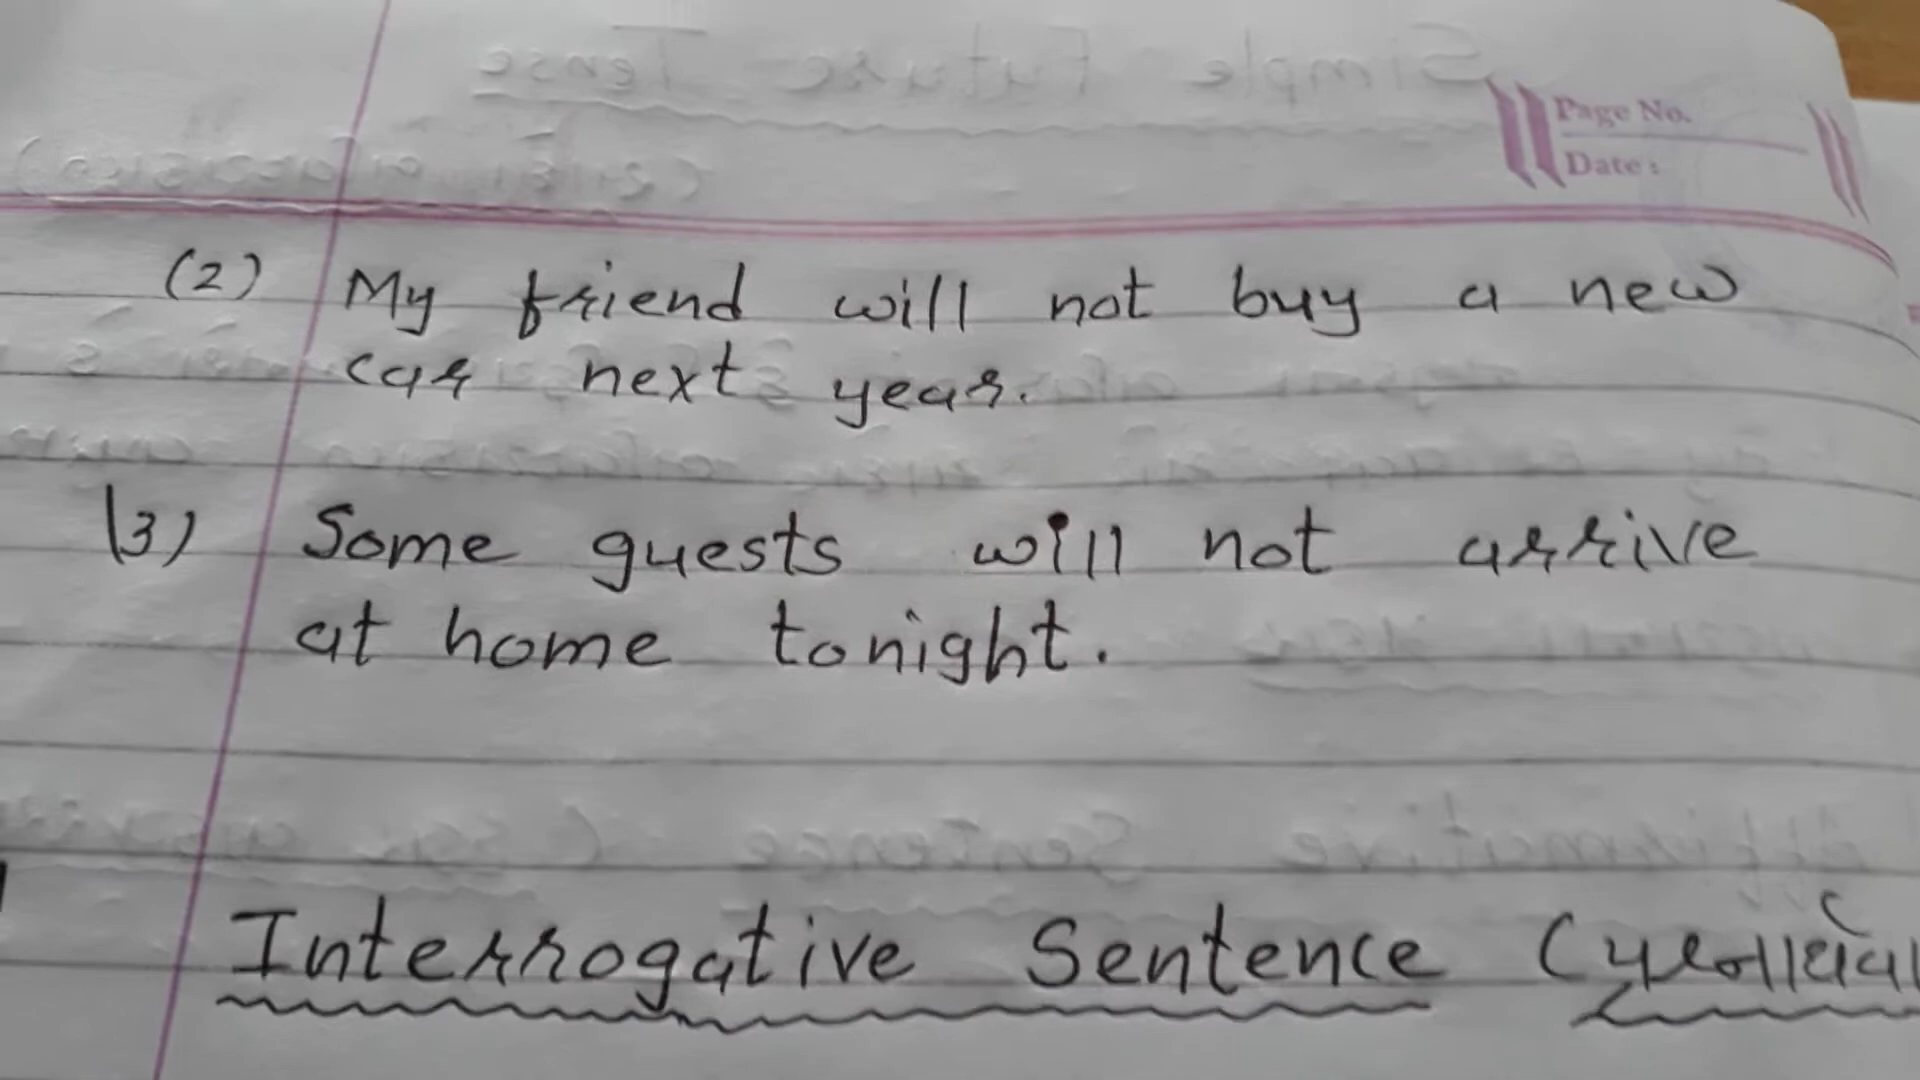 Page No.
Date :
(2) My friend will not buy a new
car next year.
(3) Some guests will not arrive
at home tonight.
Interrogative Sentence (